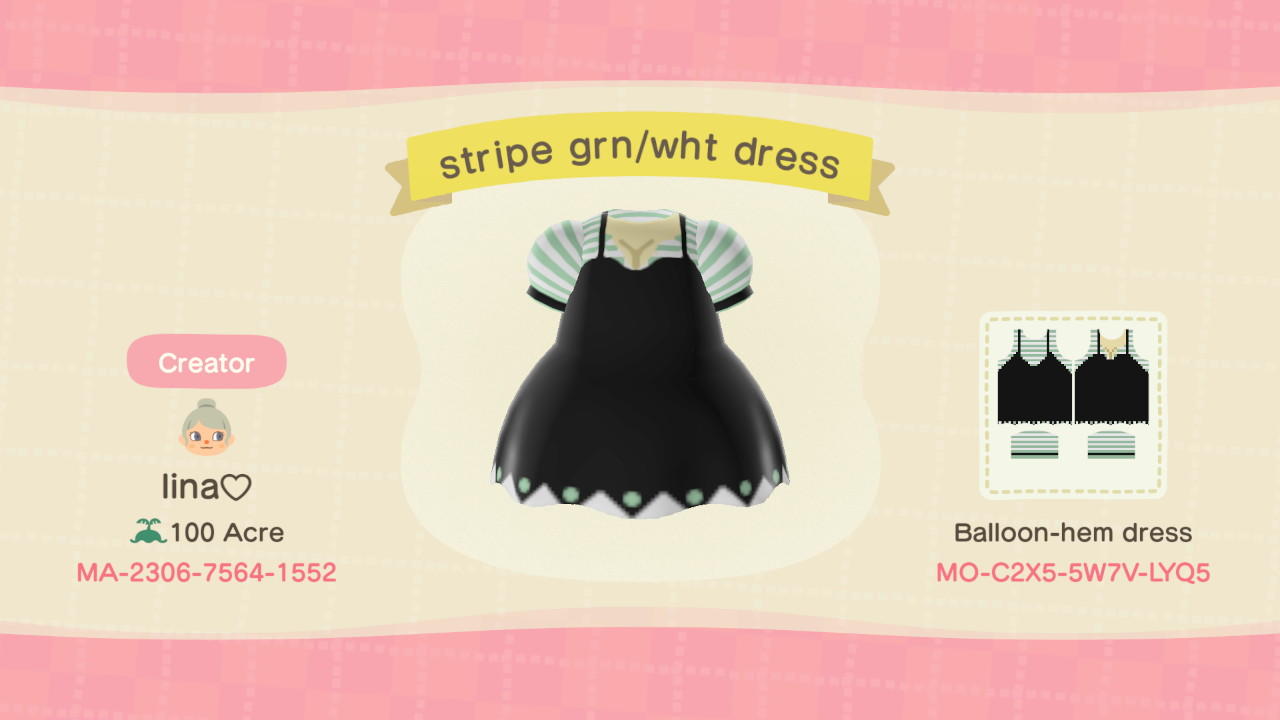 stripe grn/wht dress
Creator
lina♡
100 Acre
MA-2306-7564-1552
Balloon-hem dress
MO-C2X5-5W7V-LYQ5